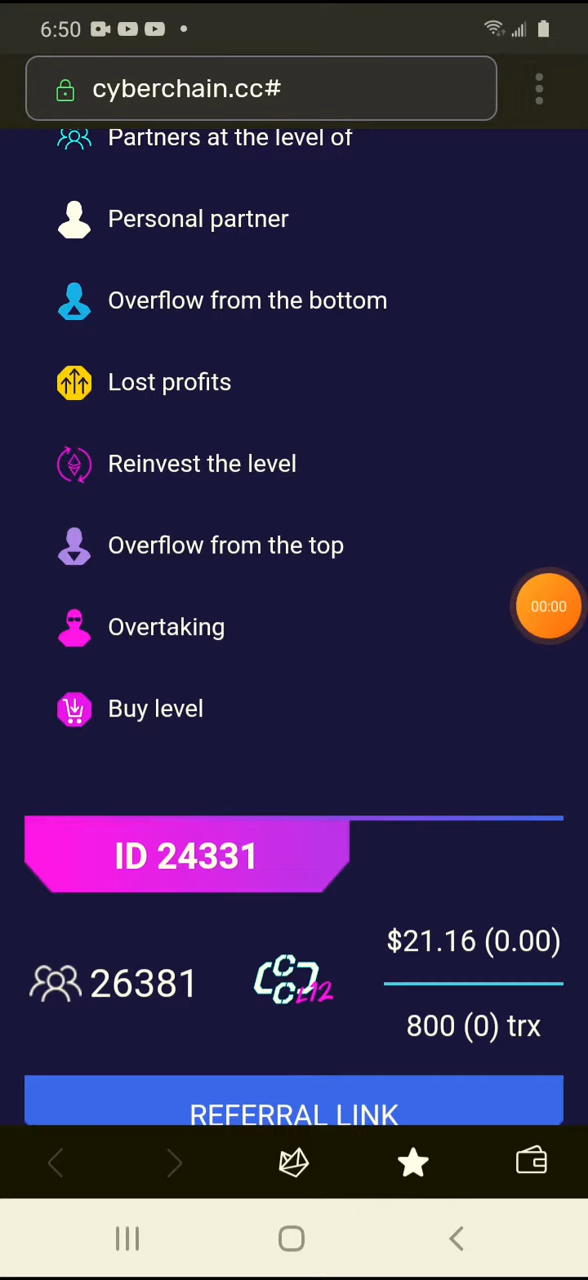 6:50
cyberchain.cc#
Partners at the level of
Personal partner
Overflow from the bottom
Lost profits
Reinvest the level
Overflow from the top
00:00
Overtaking
Buy level
ID 24331
$21.16 (0.00)
26381
800 (0) trx
REFERRAL LINK